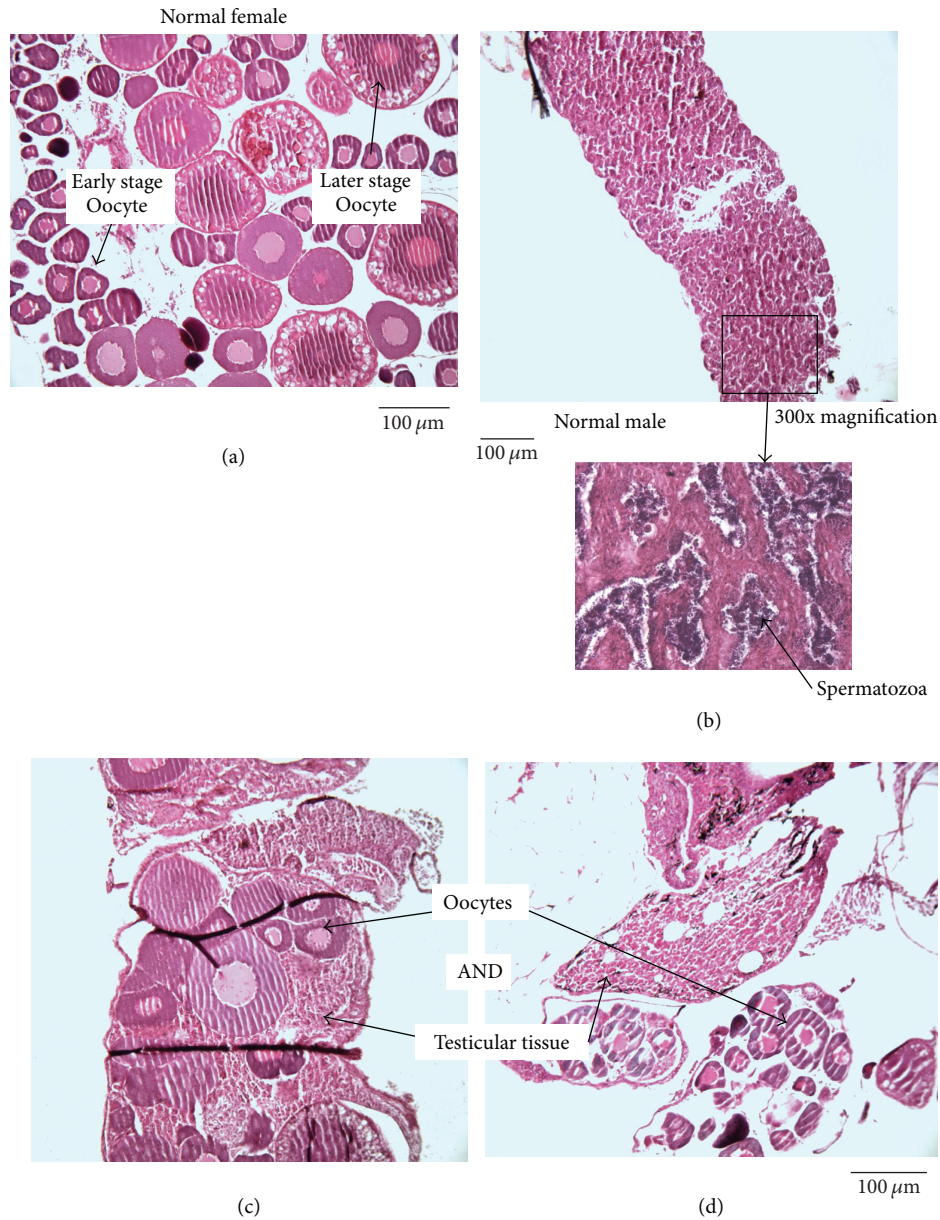 Normal female
Early stage
Oocyte
Later stage
Oocyte
100 μm
(a)
Normal male
100 μm
300x magnification
Spermatozoa
(b)
Oocytes
AND
Testicular tissue
100 μm
(c)
(d)